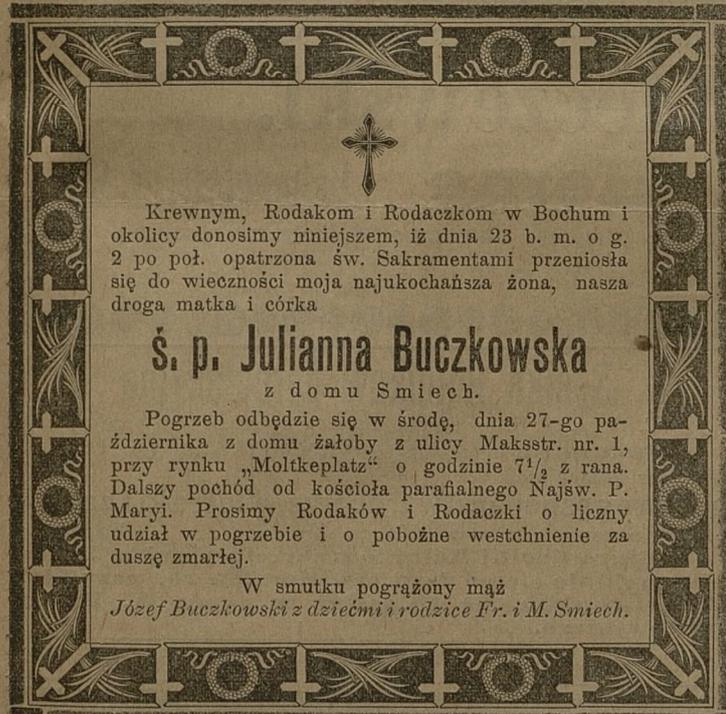 Krewnym, Rodakom i Rodaczkom w Bochum i
okolicy donosimy niniejszem, iż dnia 23 b. m. o g.
2 po poł. opatrzona św. Sakramentami przeniosła
się do wieczności moja najukochańsza żona, nasza
droga matka i córka
ś. p. Julianna Buczkowska
z domu Smiech.
Pogrzeb odbędzie się w środę, dnia 27-go pa-
ździernika z domu żałoby z ulicy Maksstr. nr. 1,
przy rynku „Moltkeplatz“ o godzinie 7½ z rana.
Dalszy pochód od kościoła parafialnego Najśw. P.
Maryi. Prosimy Rodaków i Rodaczki o liczny
udział w pogrzebie i o pobożne westchnienie za
duszę zmarłej.
W smutku pogrążony mąż
Józef Buczkowski z dziećmi i rodzice Fr. i M. Smiech.